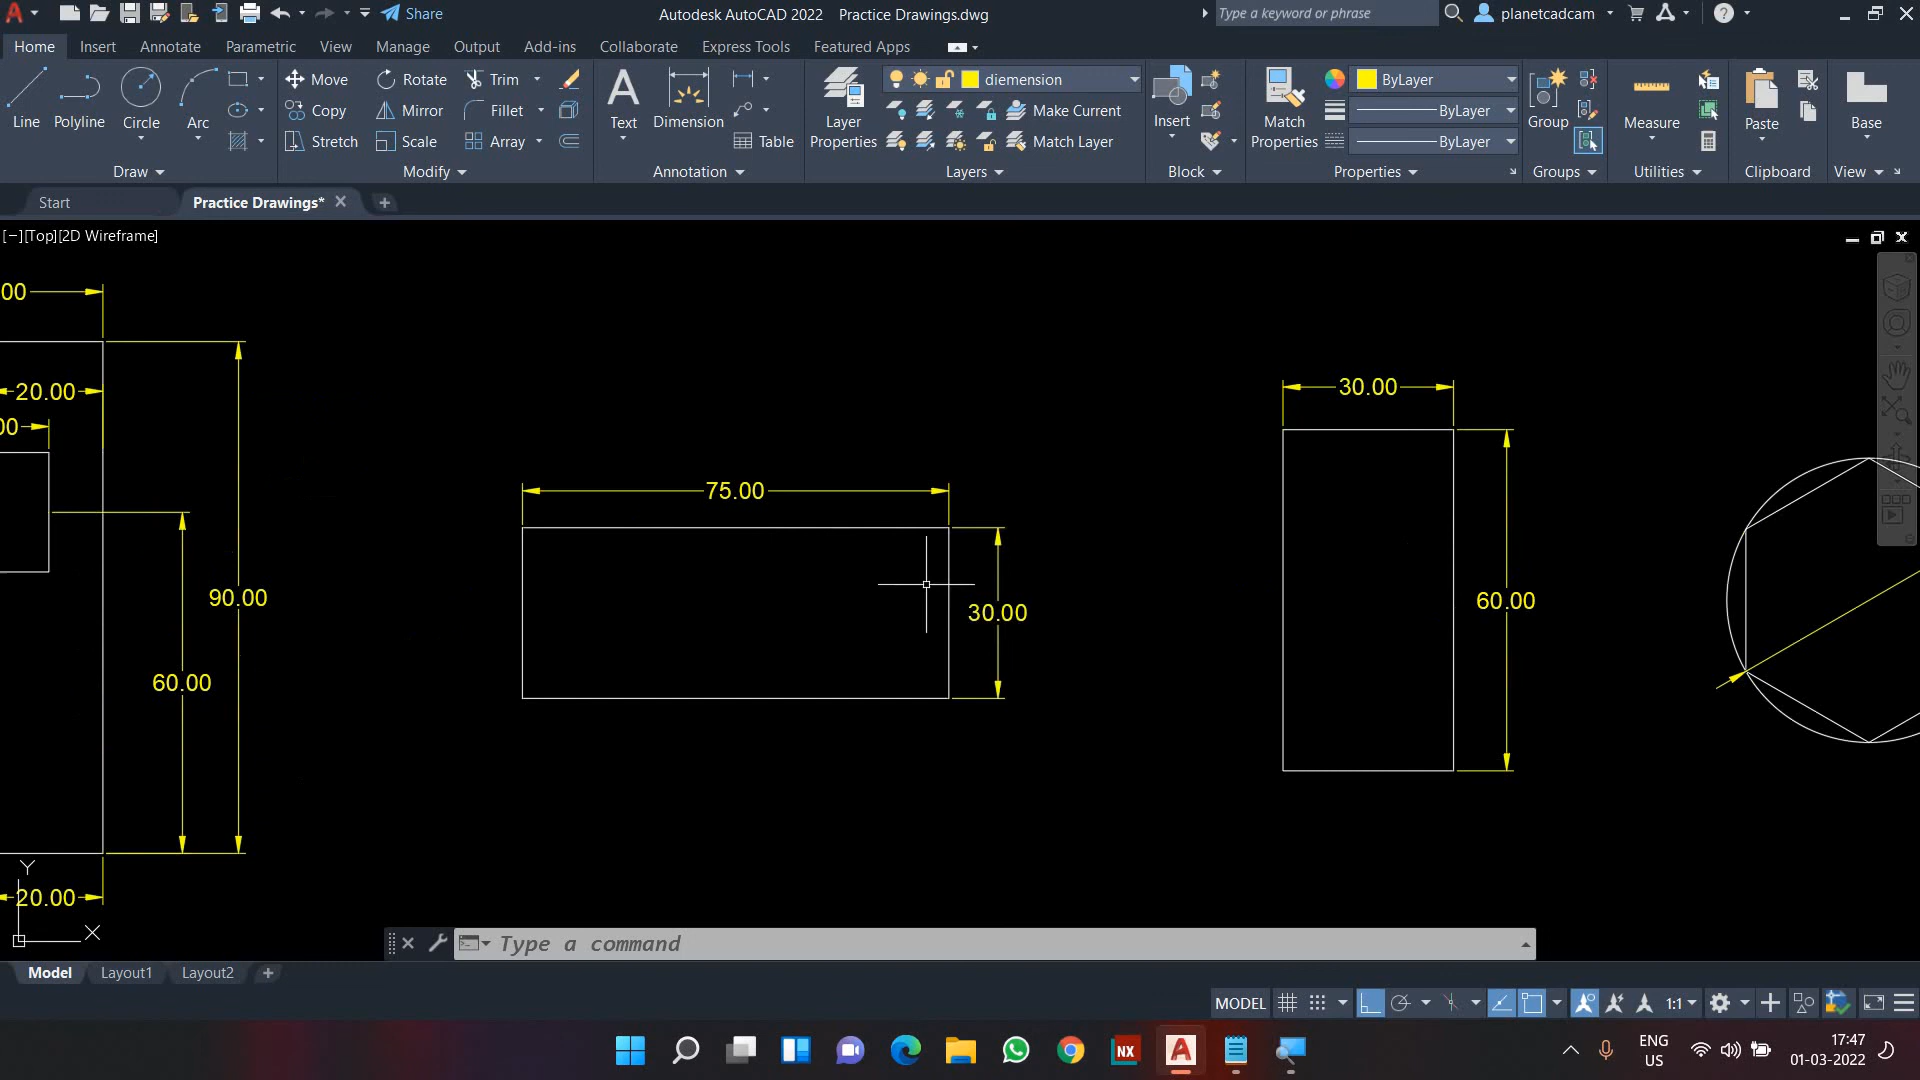 Share
Autodesk AutoCAD 2022 Practice Drawings.dwg
Type a keyword or phrase
planetcadcam
Home Insert Annotate Parametric View Manage Output Add-ins Collaborate Express Tools Featured Apps
Line Polyline Circle Arc
Move Rotate Trim
Copy Mirror Fillet
Stretch Scale Array
Text Dimension
Table
Layer Properties
diemension
Make Current
Match Layer
Insert
Match Properties
ByLayer
ByLayer
ByLayer
Group
Measure
Paste
Base
Draw Modify Annotation Layers Block Properties Groups Utilities Clipboard View
Start Practice Drawings*
[−][Top][2D Wireframe]
00
20.00
00
90.00
60.00
20.00
75.00
30.00
30.00
60.00
Y
X
Type a command
Model Layout1 Layout2
MODEL 1:1
NX
A
ENG
US
17:47
01-03-2022